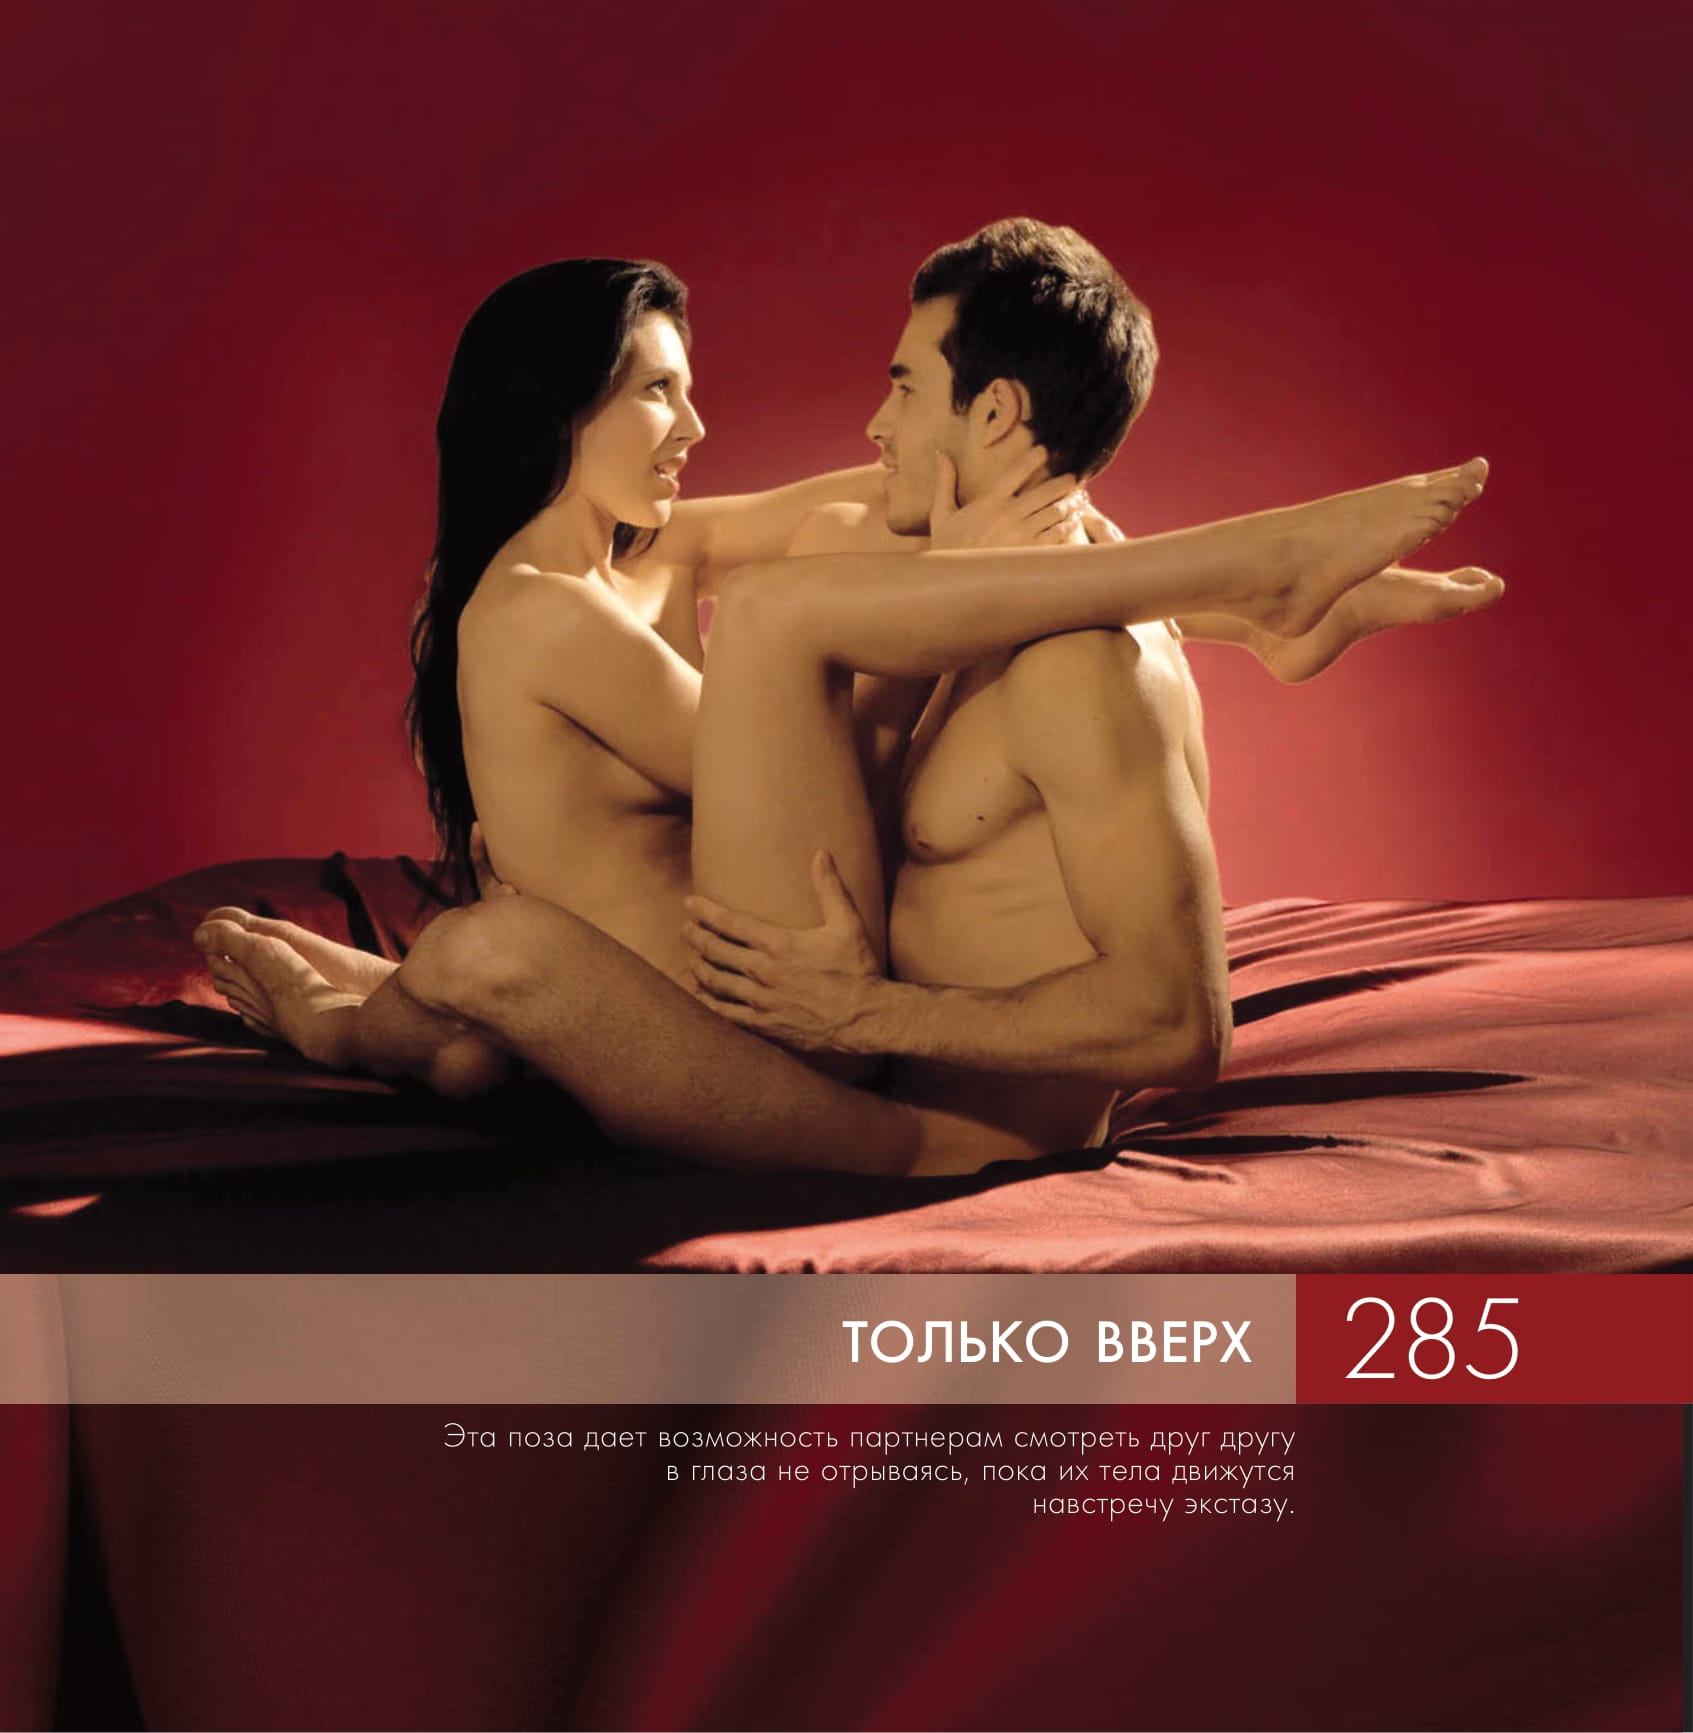 ТОЛЬКО ВВЕРХ
285
Эта поза дает возможность партнерам смотреть друг другу
в глаза не отрываясь, пока их тела движутся
навстречу экстазу.